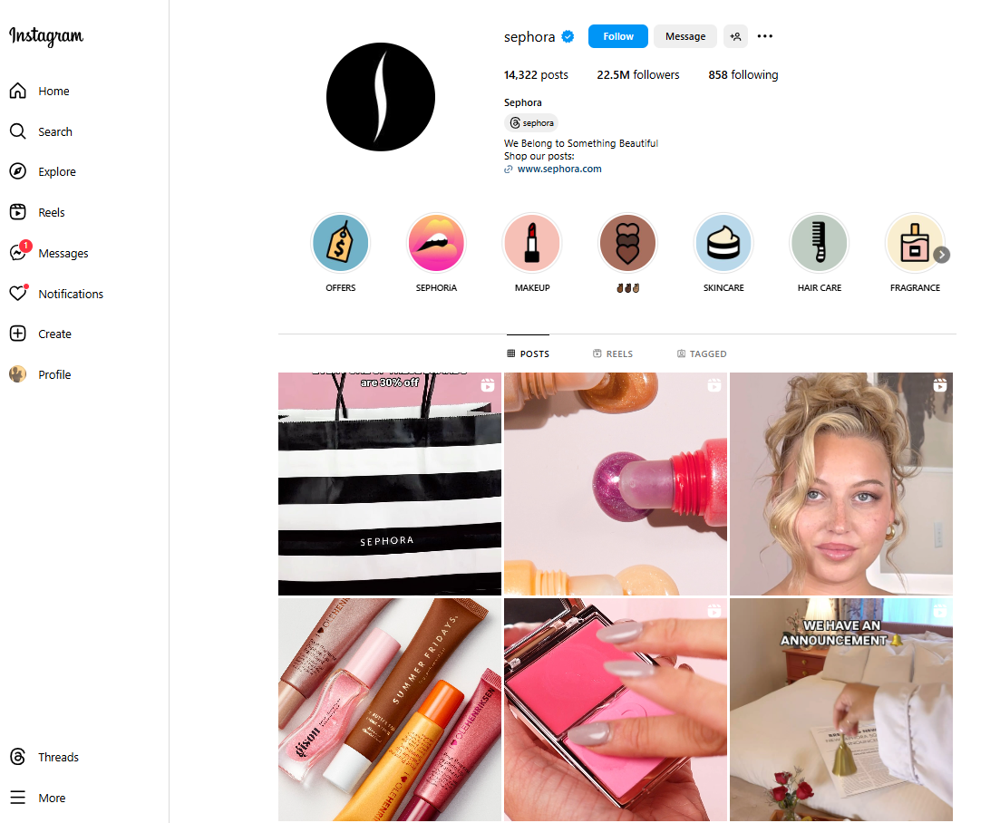 Instagram
Home
Search
Explore
Reels
1
Messages
Notifications
Create
Profile
Threads
More
sephora
Follow
Message
14,322 posts
22.5M followers
858 following
Sephora
sephora
We Belong to Something Beautiful
Shop our posts:
www.sephora.com
OFFERS
SEPHORiA
MAKEUP
SKINCARE
HAIR CARE
FRAGRANCE
POSTS
REELS
TAGGED
are 30% off
SEPHORA
OLEHENRIKSEN
gisou
SUMMER FRIDAYS
OLEHENRIKSEN
WE HAVE AN
ANNOUNCEMENT